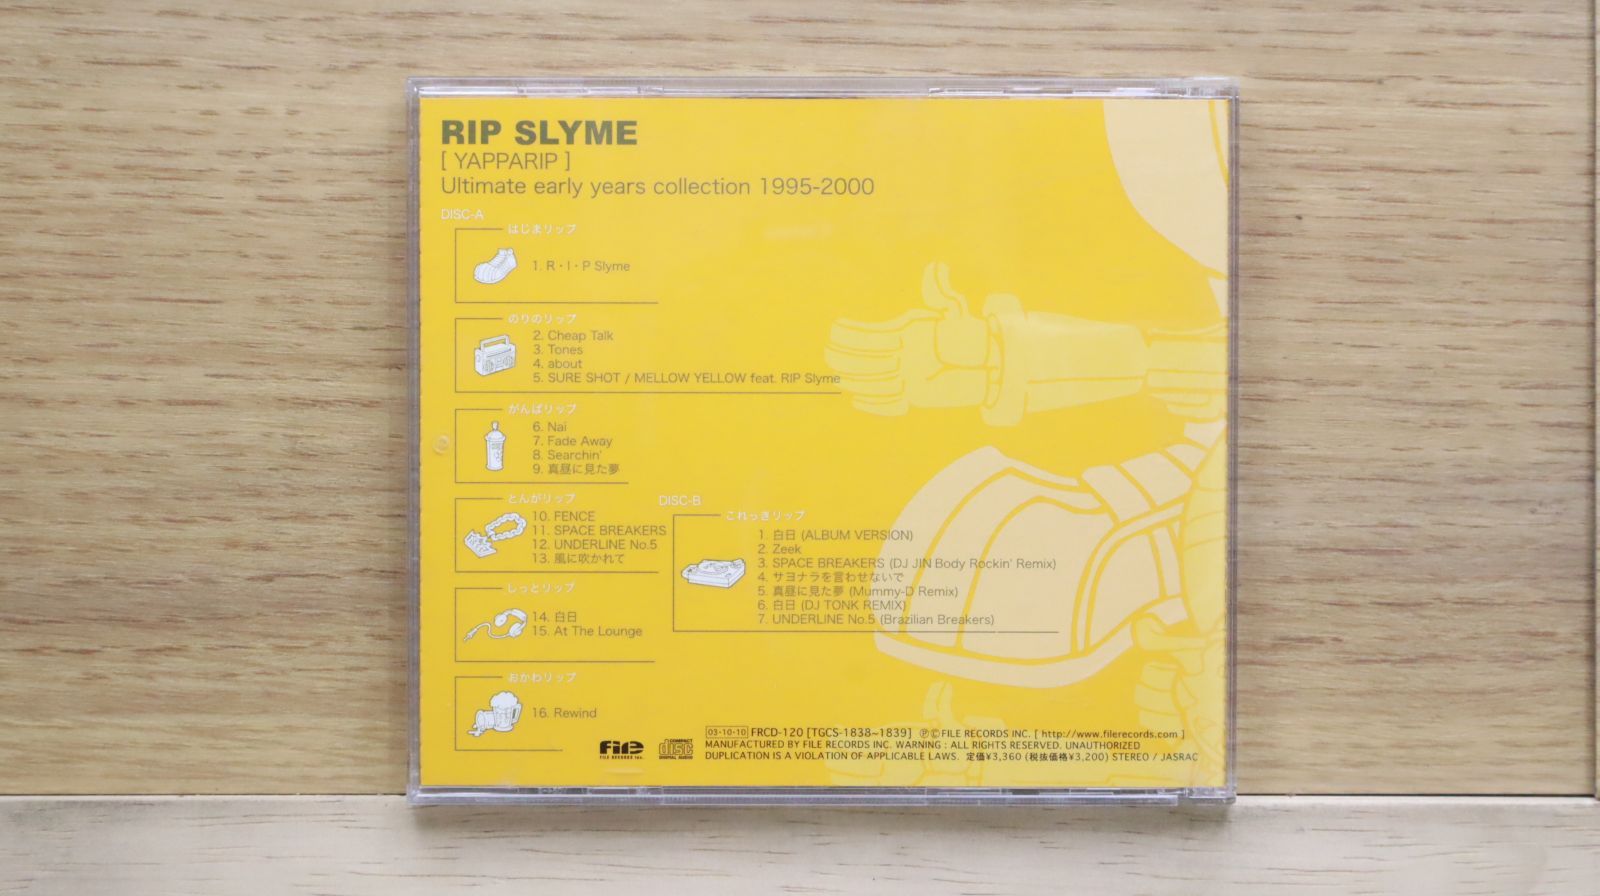 RIP SLYME
[ YAPPARIP ]
Ultimate early years collection 1995-2000
DISC-A
はじまリップ
1. R・I・P Slyme
のりのリップ
2. Cheap Talk
3. Tones
4. about
5. SURE SHOT / MELLOW YELLOW feat. RIP Slyme
がんばリップ
6. Nai
7. Fade Away
8. Searchin'
9. 真昼に見た夢
とんがリップ
10. FENCE
11. SPACE BREAKERS
12. UNDERLINE No.5
13. 風に吹かれて
しっとリップ
14. 白日
15. At The Lounge
おかわリップ
16. Rewind
DISC-B
これっきリップ
1. 白日 (ALBUM VERSION)
2. Zeek
3. SPACE BREAKERS (DJ JIN Body Rockin' Remix)
4. サヨナラを言わせないで
5. 真昼に見た夢 (Mummy-D Remix)
6. 白日 (DJ TONK REMIX)
7. UNDERLINE No.5 (Brazilian Breakers)
file
FILE RECORDS Inc.
COMPACT
disc
DIGITAL AUDIO
03・10・10 FRCD-120 [TGCS-1838~1839] ℗©FILE RECORDS INC. [ http://www.filerecords.com ]
MANUFACTURED BY FILE RECORDS INC. WARNING : ALL RIGHTS RESERVED. UNAUTHORIZED
DUPLICATION IS A VIOLATION OF APPLICABLE LAWS. 定価¥3,360 (税抜価格¥3,200) STEREO / JASRAC